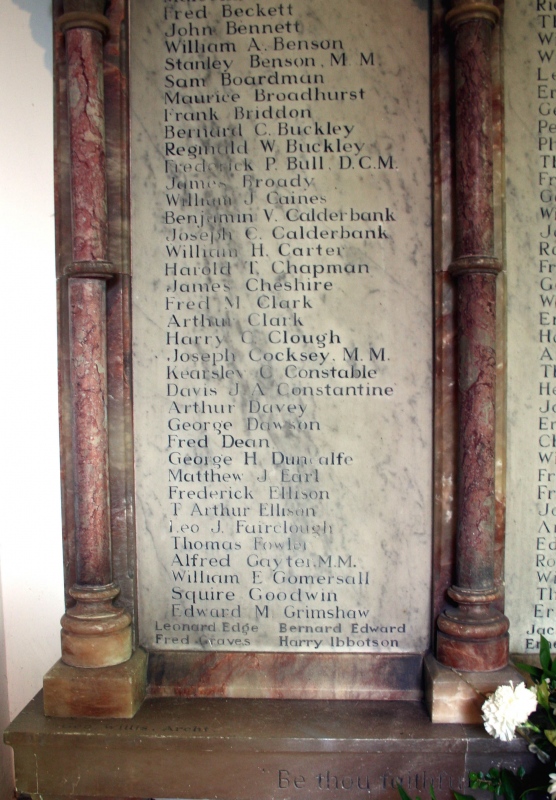 Fred Beckett
John Bennett
William A. Benson
Stanley Benson, M. M.
Sam Boardman
Maurice Broadhurst
Frank Briddon
Bernard C. Buckley
Reginald W. Buckley
Frederick P. Bull, D.C.M.
James Broady
William J. Caines
Benjamin V. Calderbank
Joseph C. Calderbank
William H. Carter
Harold T. Chapman
James Cheshire
Fred M. Clark
Arthur Clark
Harry C. Clough
Joseph Cocksey, M. M.
Kearsley G Constable
Davis J. A. Constantine
Arthur Davey
George Dawson
Fred Dean
George H. Duncalfe
Matthew J. Earl
Frederick Ellison
T Arthur Ellison
Leo J. Fairclough
Thomas Fowler
Alfred Gayter, M.M.
William E. Gomersall
Squire Goodwin
Edward M. Grimshaw
Leonard Edge Bernard Edward
Fred Graves Harry Ibbotson
Be thou